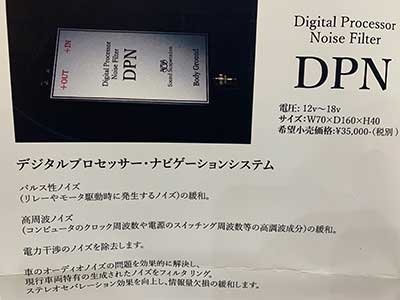 +IN
+OUT
Digital Processor
Noise Filter
DPN
Sound Suspension
Body Ground
Digital Processor
Noise Filter
DPN
電圧: 12v～18v
サイズ：W70×D160×H40
希望小売価格：¥35,000-（税別）
デジタルプロセッサー・ナビゲーションシステム
パルス性ノイズ
（リレーやモータ駆動時に発生するノイズ）の緩和。
高周波ノイズ
（コンピュータのクロック周波数や電源のスイッチング周波数等の高調波成分）の緩和。
電力干渉のノイズを除去します。
車のオーディオノイズの問題を効果的に解決し、
現行車両特有の生成されたノイズをフィルタリング。
ステレオセパレーション効果を向上し、情報量欠損の緩和します。